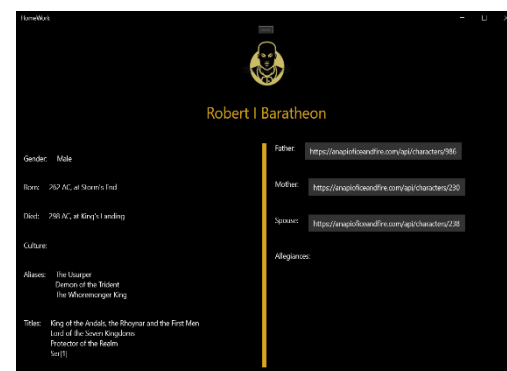 HomeWork
Robert I Baratheon
Gender: Male
Born: 262 AC, at Storm's End
Died: 298 AC, at King's Landing
Culture:
Aliases: The Usurper
Demon of the Trident
The Whoremonger King
Titles: King of the Andals, the Rhoynar and the First Men
Lord of the Seven Kingdoms
Protector of the Realm
Ser[1]
Father: https://anapioficeandfire.com/api/characters/986
Mother: https://anapioficeandfire.com/api/characters/230
Spouse: https://anapioficeandfire.com/api/characters/238
Allegiances: